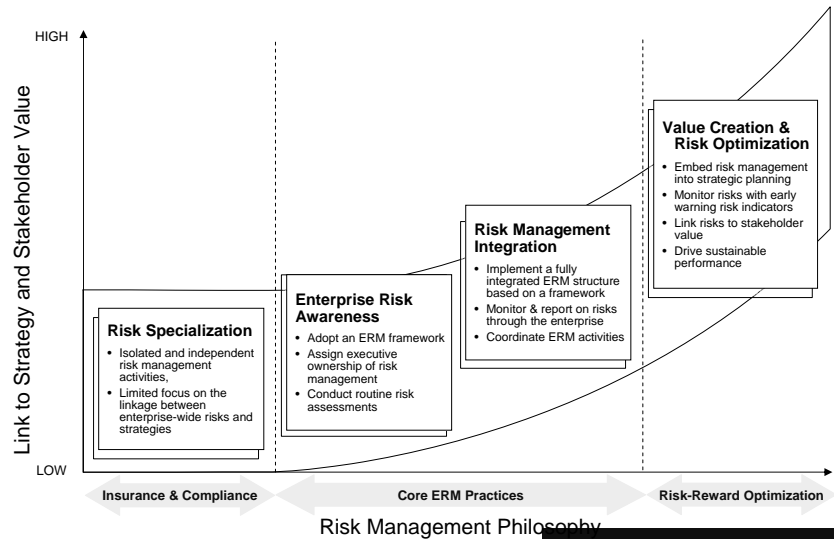 HIGH
Link to Strategy and Stakeholder Value
LOW
Risk Specialization
• Isolated and independent
risk management
activities,
• Limited focus on the
linkage between
enterprise-wide risks and
strategies
Enterprise Risk
Awareness
• Adopt an ERM framework
• Assign executive
ownership of risk
management
• Conduct routine risk
assessments
Risk Management
Integration
• Implement a fully
integrated ERM structure
based on a framework
• Monitor & report on risks
through the enterprise
• Coordinate ERM activities
Value Creation &
Risk Optimization
• Embed risk management
into strategic planning
• Monitor risks with early
warning risk indicators
• Link risks to stakeholder
value
• Drive sustainable
performance
Insurance & Compliance
Core ERM Practices
Risk-Reward Optimization
Risk Management Philosophy